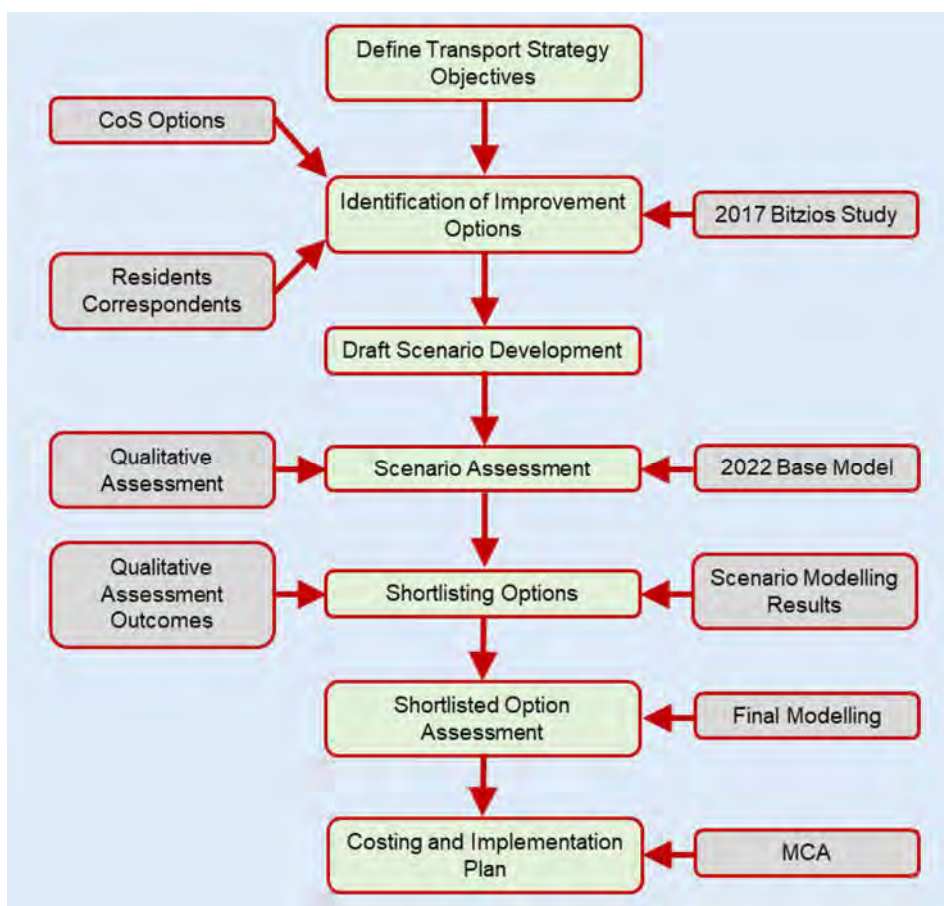 Define Transport Strategy
Objectives
CoS Options
Identification of Improvement
Options
2017 Bitzios Study
Residents
Correspondents
Draft Scenario Development
Qualitative
Assessment
Scenario Assessment
2022 Base Model
Qualitative
Assessment
Outcomes
Shortlisting Options
Scenario Modelling
Results
Shortlisted Option
Assessment
Final Modelling
Costing and Implementation
Plan
MCA